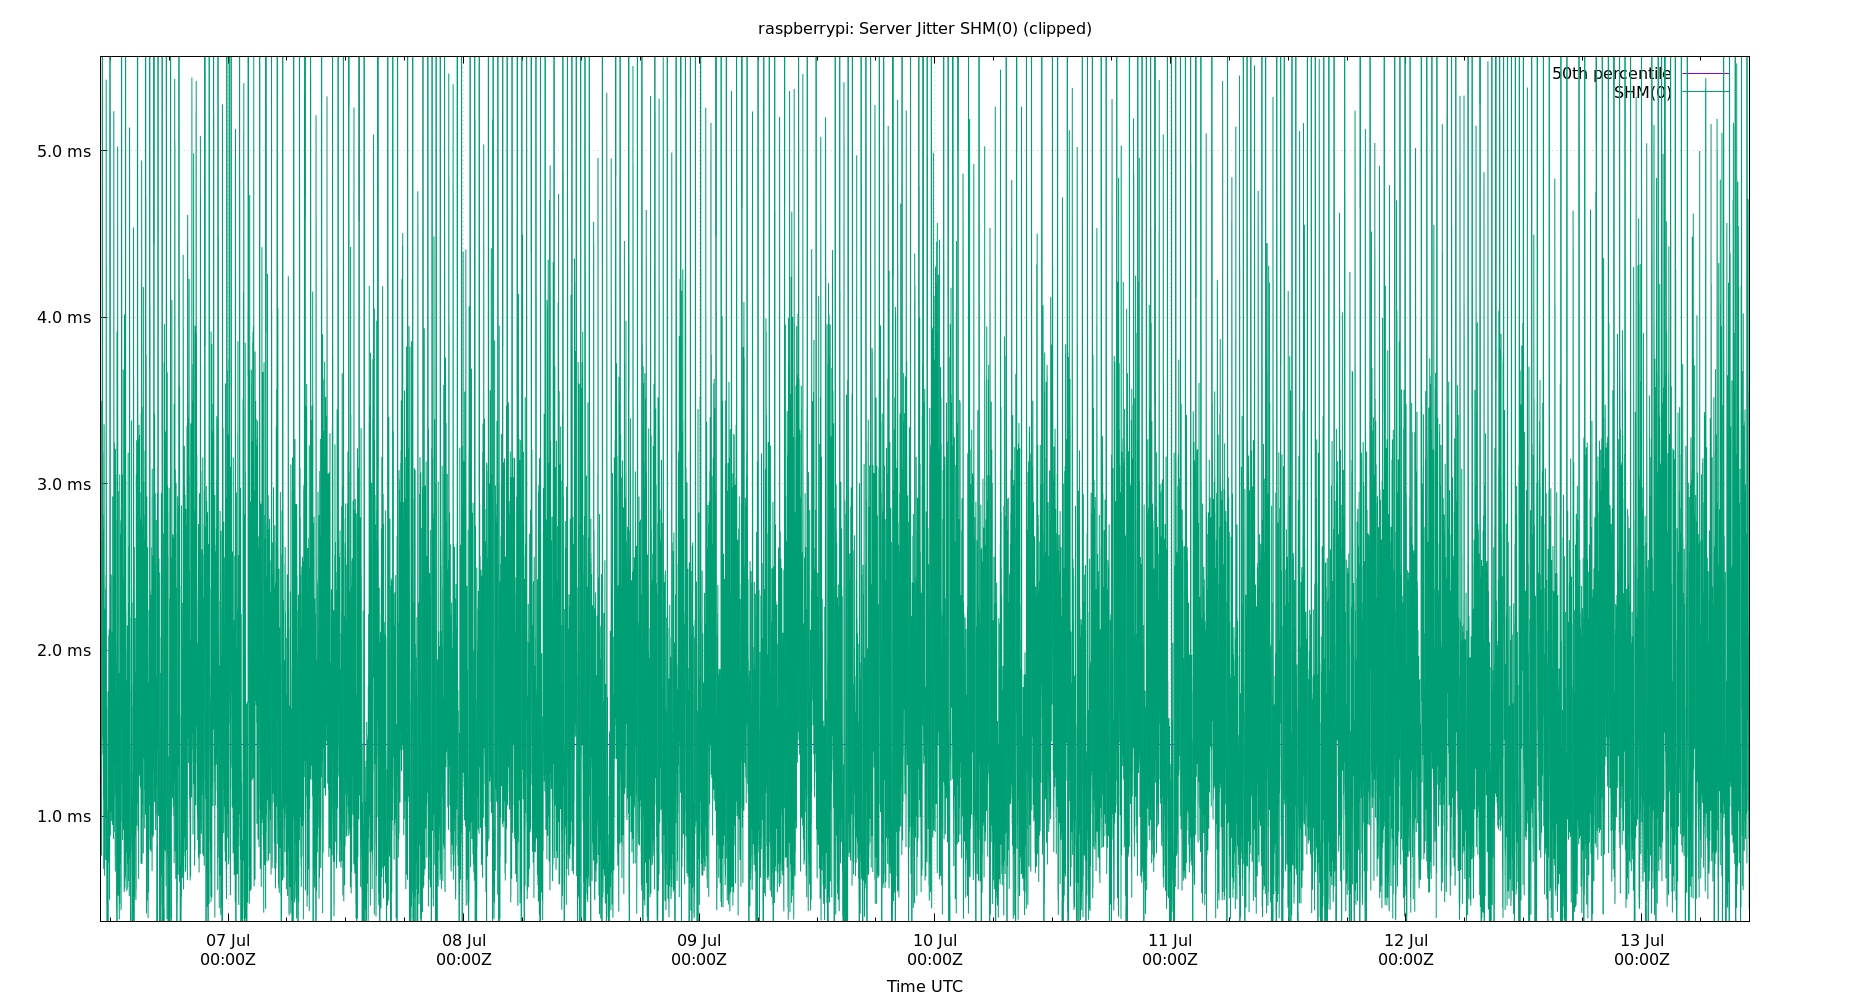 raspberrypi: Server Jitter SHM(0) (clipped)
50th percentile
SHM(0)
5.0 ms
4.0 ms
3.0 ms
2.0 ms
1.0 ms
07 Jul 08 Jul 09 Jul 10 Jul 11 Jul 12 Jul 13 Jul
00:00Z 00:00Z 00:00Z 00:00Z 00:00Z 00:00Z 00:00Z
Time UTC